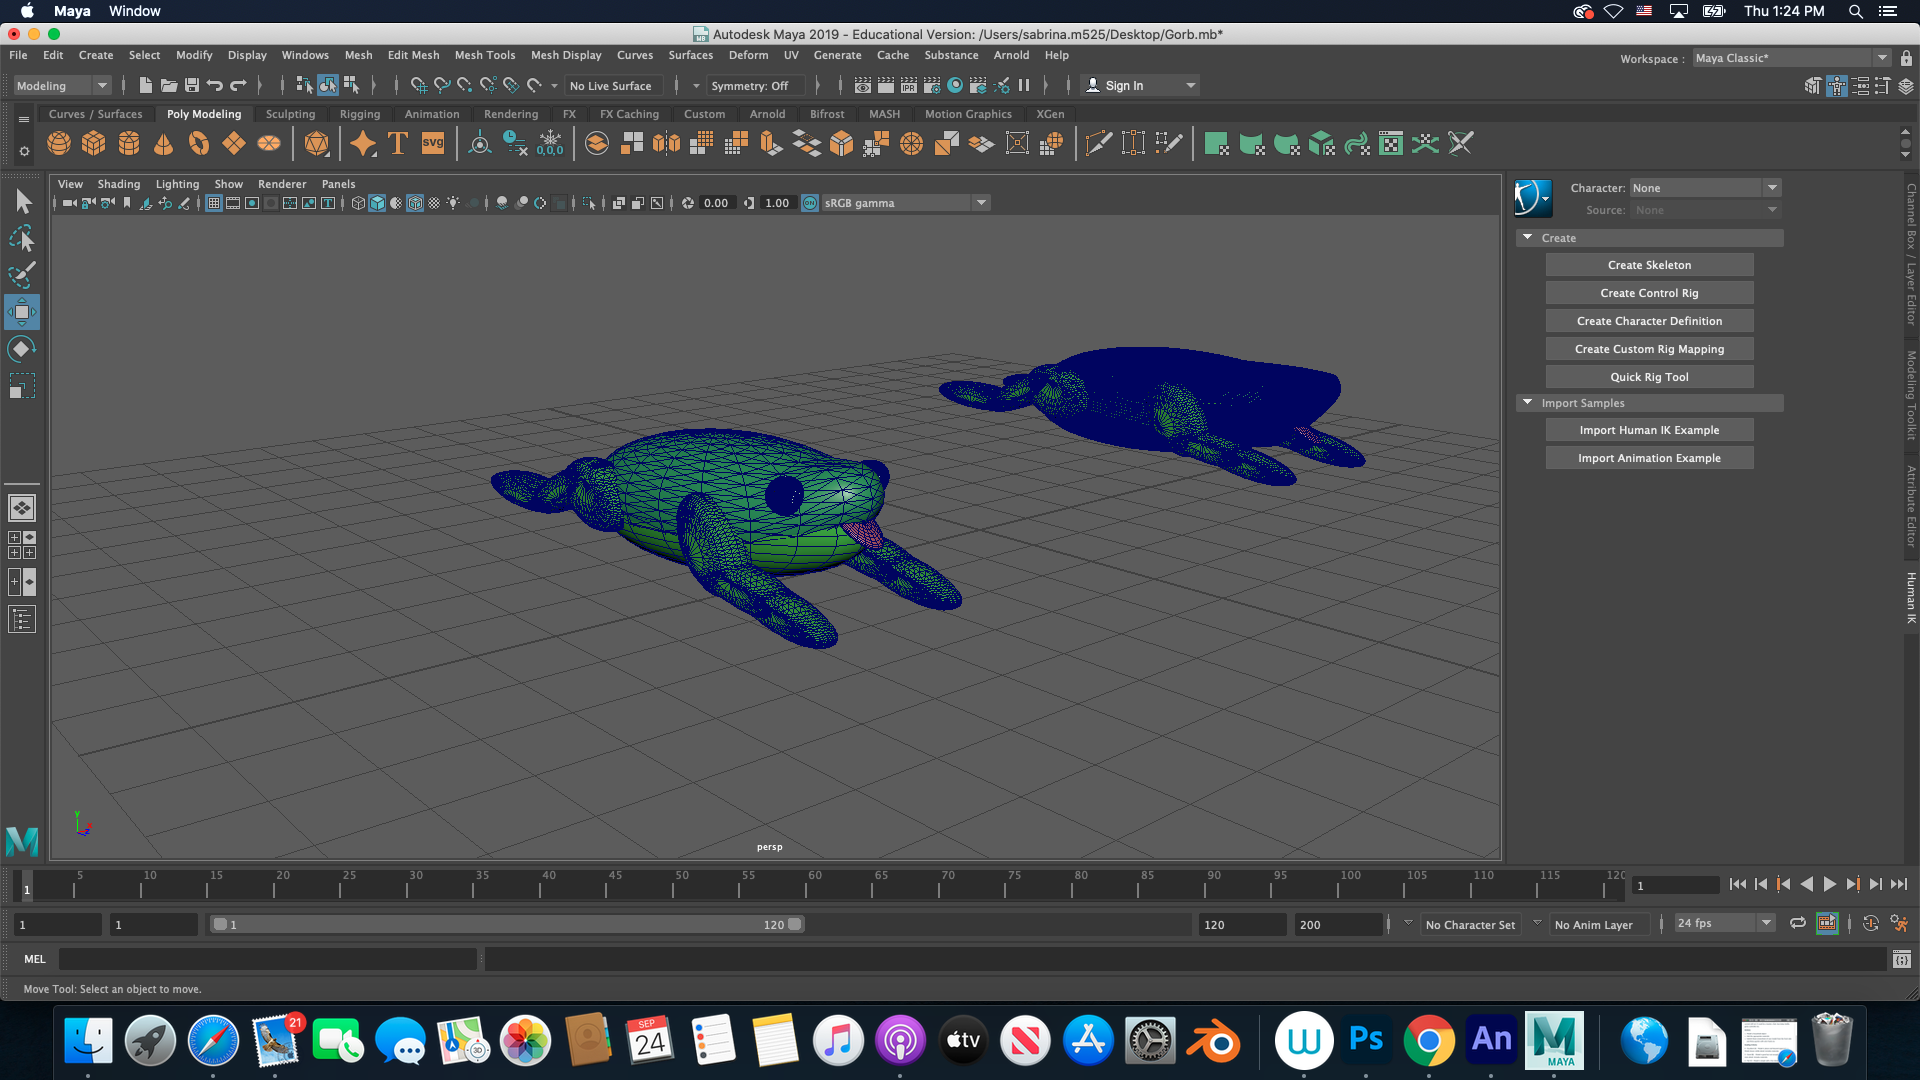 Maya Window
Thu 1:24 PM
Autodesk Maya 2019 - Educational Version: /Users/sabrina.m525/Desktop/Gorb.mb*
File Edit Create Select Modify Display Windows Mesh Edit Mesh Mesh Tools Mesh Display Curves Surfaces Deform UV Generate Cache Substance Arnold Help
Workspace : Maya Classic*
Modeling No Live Surface Symmetry: Off IPR Sign In
Curves / Surfaces Poly Modeling Sculpting Rigging Animation Rendering FX FX Caching Custom Arnold Bifrost MASH Motion Graphics XGen
T SVG 0,0,0
View Shading Lighting Show Renderer Panels
0.00 1.00 ON sRGB gamma
Character: None
Source: None
Create
Create Skeleton
Create Control Rig
Create Character Definition
Create Custom Rig Mapping
Quick Rig Tool
Import Samples
Import Human IK Example
Import Animation Example
Channel Box / Layer Editor
Modeling Toolkit
Attribute Editor
Human IK
persp
1 5 10 15 20 25 30 35 40 45 50 55 60 65 70 75 80 85 90 95 100 105 110 115 120 1
1 1 1 120 120 200 No Character Set No Anim Layer 24 fps
MEL
Move Tool: Select an object to move.
21
SEP
24
tv
Ps
An
MAYA